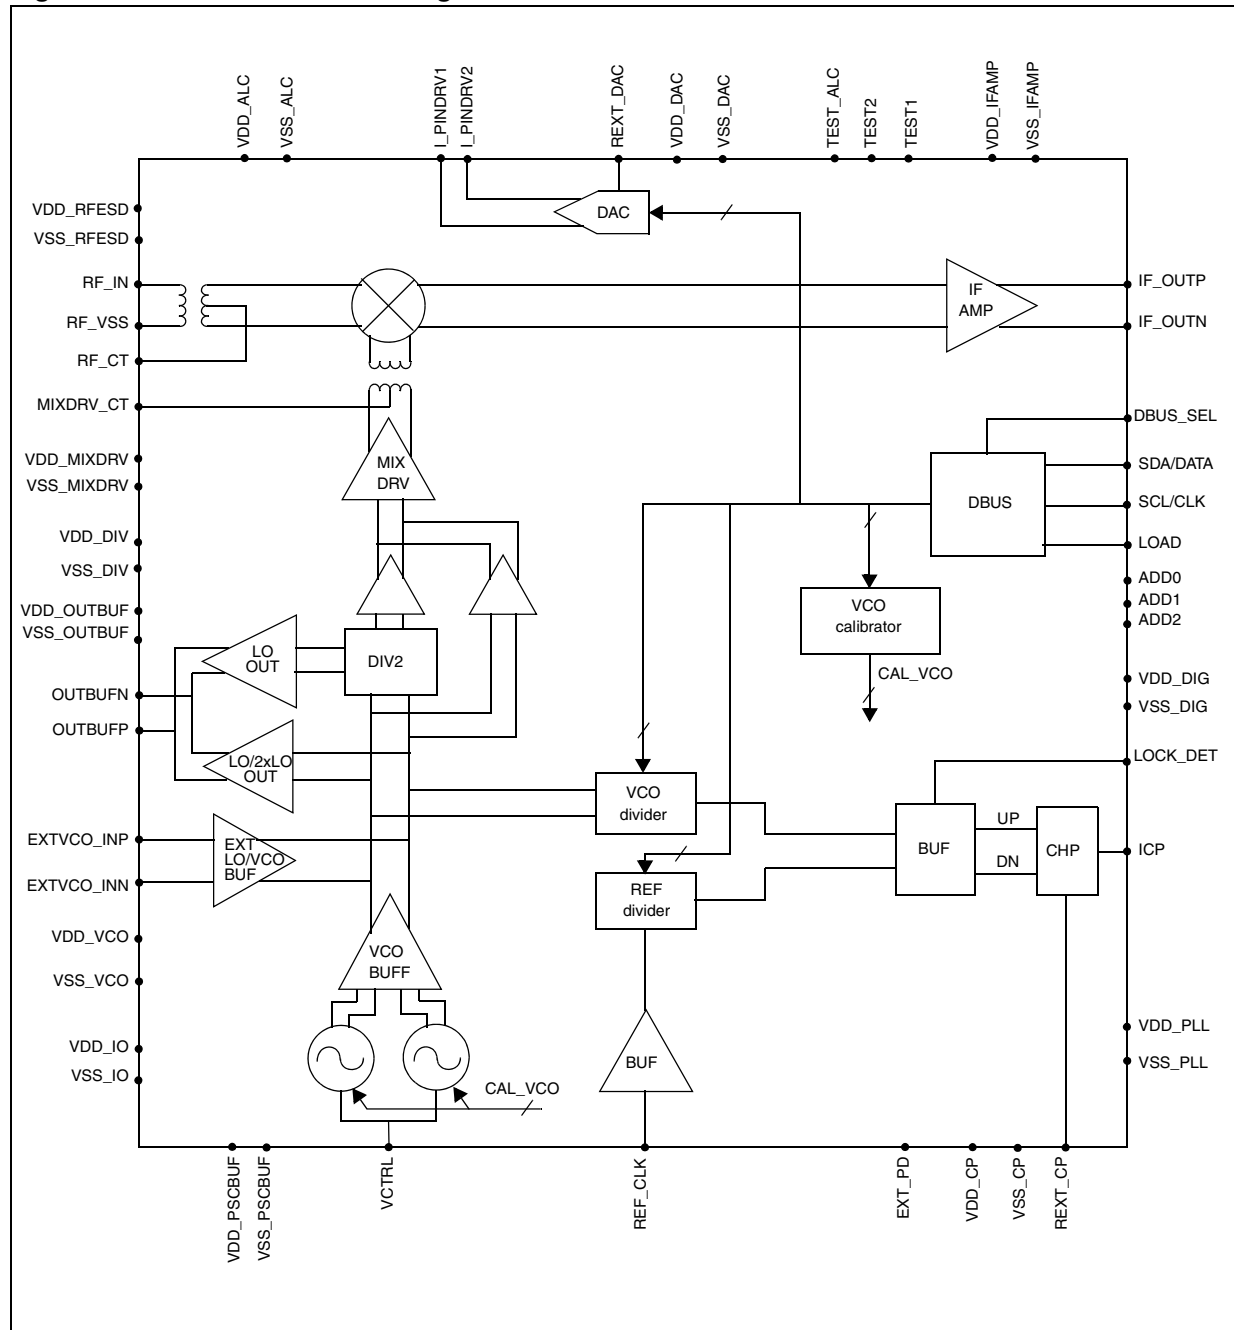 VDD_ALC
VSS_ALC
I_PINDRV1
I_PINDRV2
REXT_DAC
VDD_DAC
VSS_DAC
TEST_ALC
TEST2
TEST1
VDD_IFAMP
VSS_IFAMP
VDD_RFESD
VSS_RFESD
RF_IN
RF_VSS
RF_CT
MIXDRV_CT
VDD_MIXDRV
VSS_MIXDRV
VDD_DIV
VSS_DIV
VDD_OUTBUF
VSS_OUTBUF
OUTBUFN
OUTBUFP
EXTVCO_INP
EXTVCO_INN
VDD_VCO
VSS_VCO
VDD_IO
VSS_IO
DAC
IF
AMP
MIX
DRV
DBUS
VCO
calibrator
CAL_VCO
LO
OUT
DIV2
LO/2xLO
OUT
EXT
LO/VCO
BUF
VCO
divider
REF
divider
BUF
UP
DN
CHP
VCO
BUFF
BUF
CAL_VCO
IF_OUTP
IF_OUTN
DBUS_SEL
SDA/DATA
SCL/CLK
LOAD
ADD0
ADD1
ADD2
VDD_DIG
VSS_DIG
LOCK_DET
ICP
VDD_PLL
VSS_PLL
VDD_PSCBUF
VSS_PSCBUF
VCTRL
REF_CLK
EXT_PD
VDD_CP
VSS_CP
REXT_CP